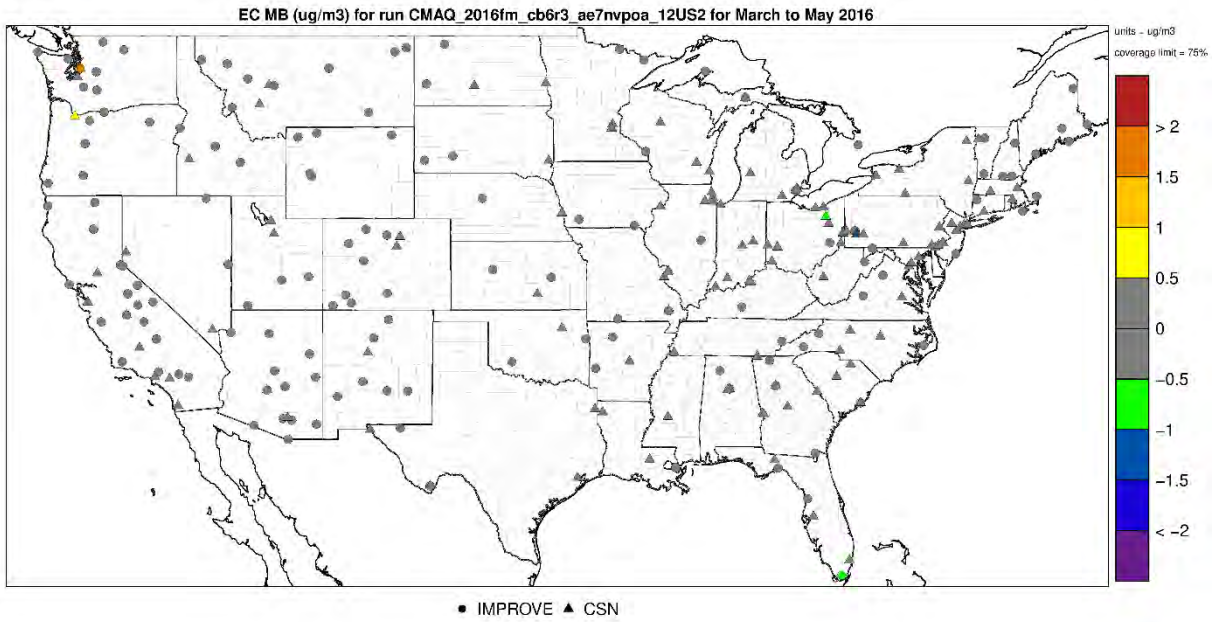 EC MB (ug/m3) for run CMAQ_2016fm_cb6r3_ae7nvpoa_12US2 for March to May 2016
units = ug/m3
coverage limit = 75%
> 2
1.5
1
0.5
0
−0.5
−1
−1.5
< −2
IMPROVE CSN